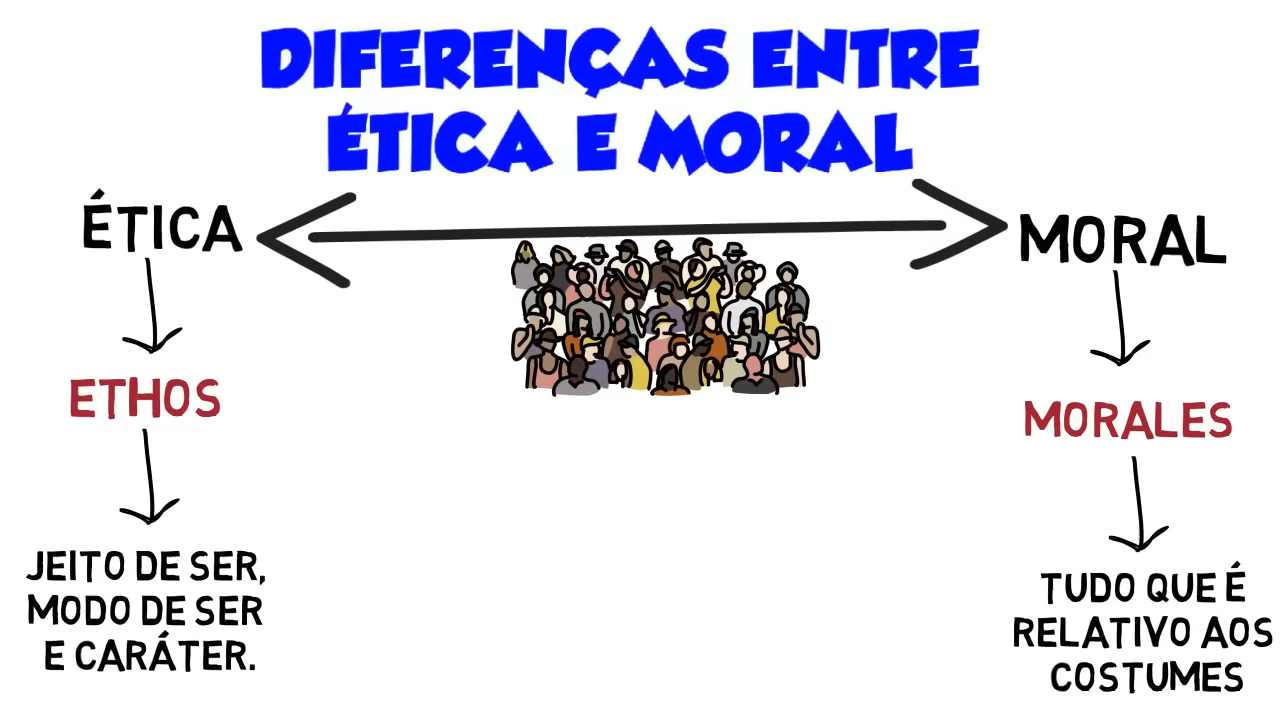 DIFERENÇAS ENTRE
ÉTICA E MORAL
ÉTICA
ETHOS
JEITO DE SER,
MODO DE SER
E CARÁTER.
MORAL
MORALES
TUDO QUE É
RELATIVO AOS
COSTUMES